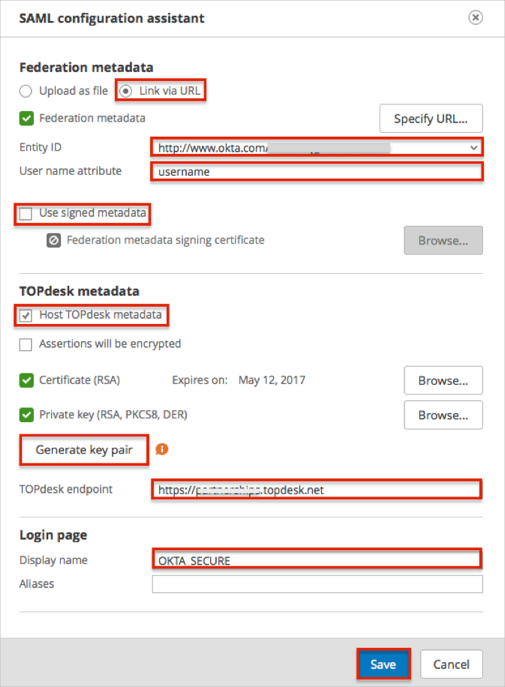 SAML configuration assistant
Federation metadata
Upload as file
Link via URL
Federation metadata
Specify URL...
Entity ID
http://www.okta.com/
User name attribute
username
Use signed metadata
Federation metadata signing certificate
Browse...
TOPdesk metadata
Host TOPdesk metadata
Assertions will be encrypted
Certificate (RSA) Expires on: May 12, 2017
Browse...
Private key (RSA, PKCS8, DER)
Browse...
Generate key pair
TOPdesk endpoint
https://partnerships.topdesk.net
Login page
Display name
OKTA_SECURE
Aliases
Save
Cancel